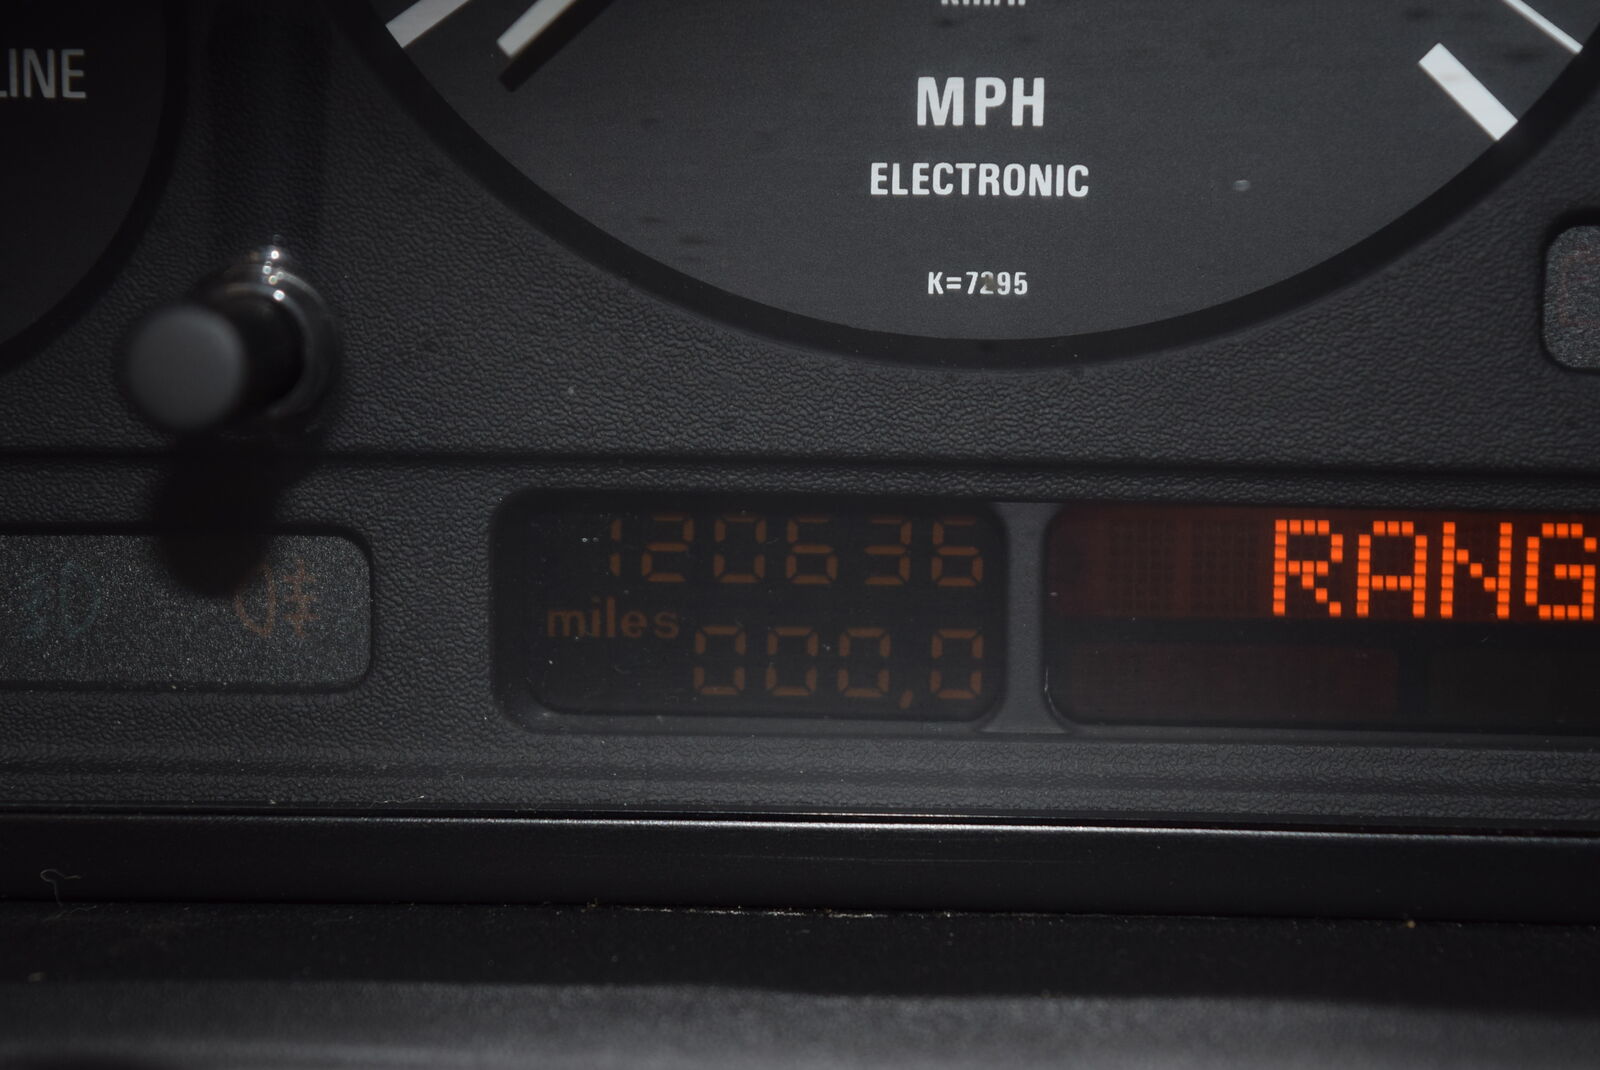 LINE
MPH
ELECTRONIC
K=7295
120636
miles
000,0
RANG